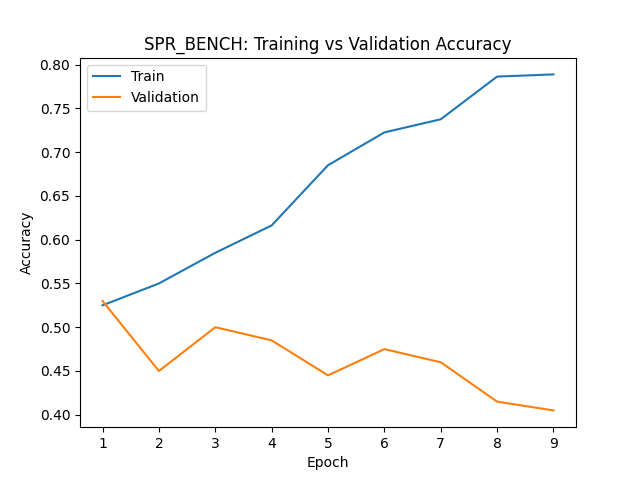 SPR_BENCH: Training vs Validation Accuracy
Train
Validation
0.80
0.75
0.70
0.65
0.60
0.55
0.50
0.45
0.40
Accuracy
1 2 3 4 5 6 7 8 9
Epoch